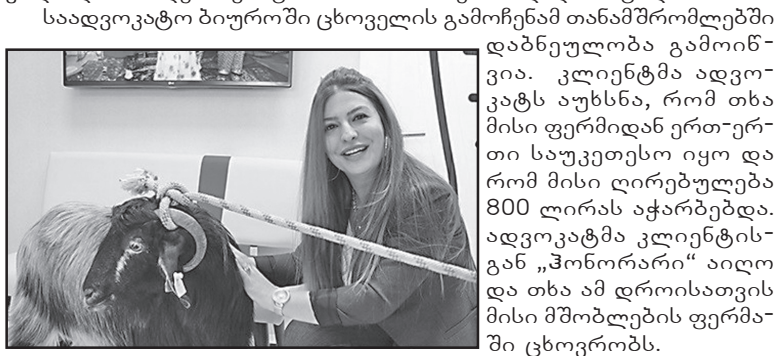 საადვოკატო ბიუროში ცხოველის გამოჩენამ თანამშრომლებში
დაბნეულობა გამოიწ-
ვია. კლიენტმა ადვო-
კატს აუხსნა, რომ თხა
მისი ფერმიდან ერთ-ერ-
თი საუკეთესო იყო და
რომ მისი ღირებულება
800 ლირას აჭარბებდა.
ადვოკატმა კლიენტის-
გან „ჰონორარი“ აიღო
და თხა ამ დროისათვის
მისი მშობლების ფერმა-
ში ცხოვრობს.